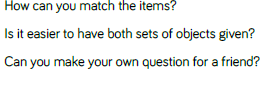 How can you match the items?
Is it easier to have both sets of objects given?
Can you make your own question for a friend?